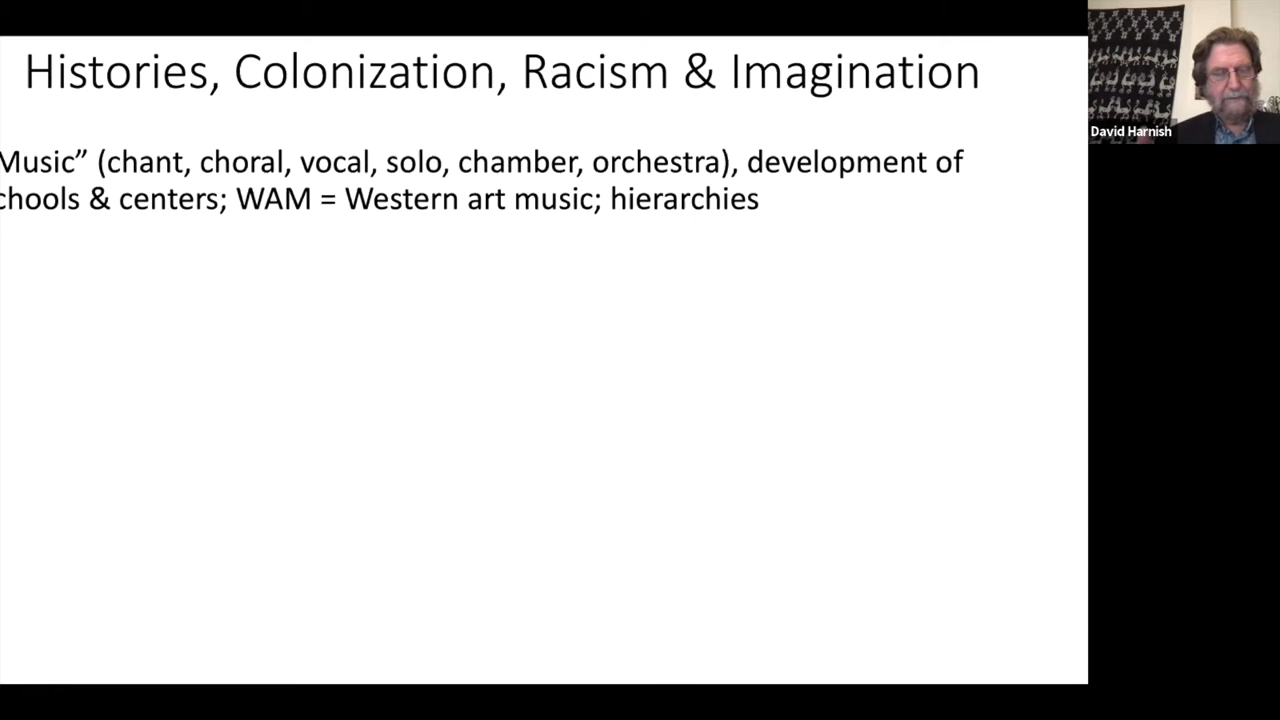 Histories, Colonization, Racism & Imagination
Music” (chant, choral, vocal, solo, chamber, orchestra), development of
chools & centers; WAM = Western art music; hierarchies
David Harnish